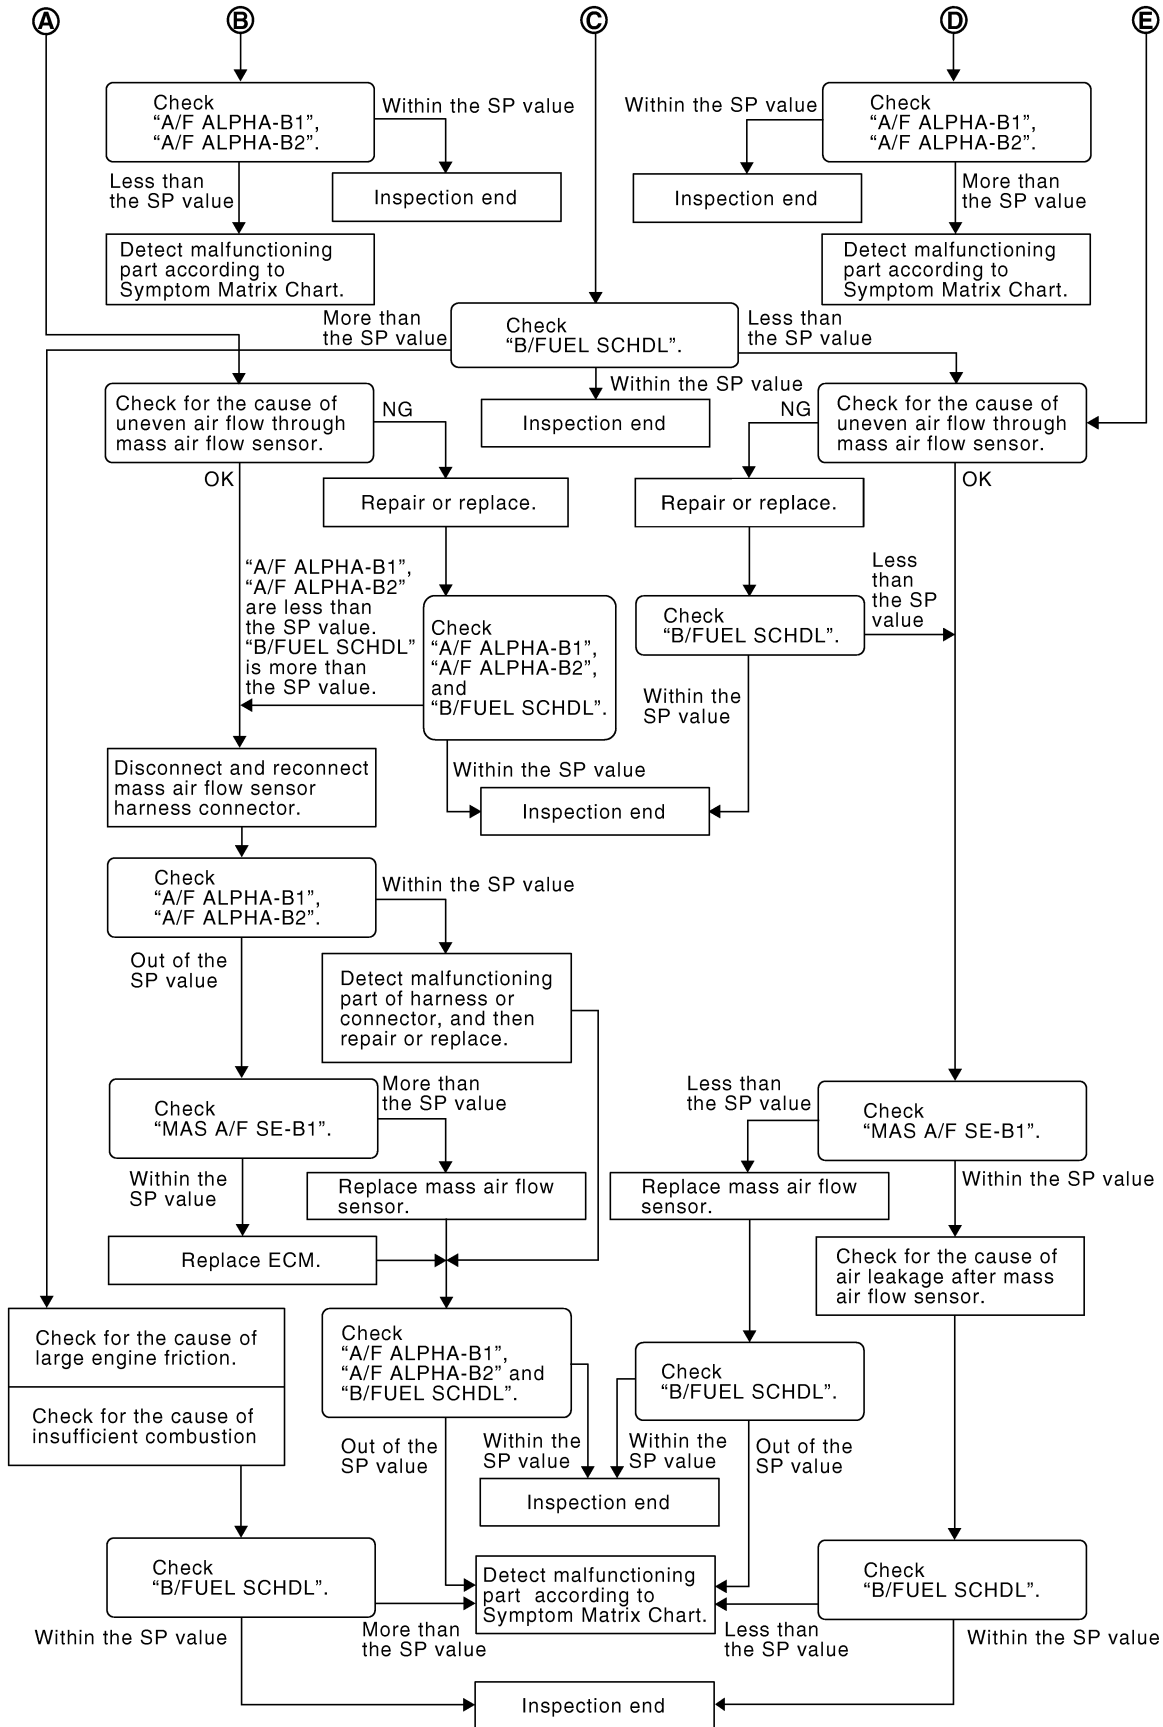 A
B
C
D
E
Check
“A/F ALPHA-B1”,
“A/F ALPHA-B2”.
Within the SP value
Less than
the SP value
Inspection end
Detect malfunctioning
part according to
Symptom Matrix Chart.
Within the SP value
Check
“A/F ALPHA-B1”,
“A/F ALPHA-B2”.
Inspection end
More than
the SP value
Detect malfunctioning
part according to
Symptom Matrix Chart.
More than
the SP value
Check
“B/FUEL SCHDL”.
Less than
the SP value
Within the SP value
Inspection end
Check for the cause of
uneven air flow through
mass air flow sensor.
NG
OK
Repair or replace.
NG
Check for the cause of
uneven air flow through
mass air flow sensor.
OK
Repair or replace.
“A/F ALPHA-B1”,
“A/F ALPHA-B2”
are less than
the SP value.
“B/FUEL SCHDL”
is more than
the SP value.
Check
“A/F ALPHA-B1”,
“A/F ALPHA-B2”,
and
“B/FUEL SCHDL”.
Check
“B/FUEL SCHDL”.
Less
than
the SP
value
Within the
SP value
Within the SP value
Inspection end
Disconnect and reconnect
mass air flow sensor
harness connector.
Check
“A/F ALPHA-B1”,
“A/F ALPHA-B2”.
Within the SP value
Out of the
SP value
Detect malfunctioning
part of harness or
connector, and then
repair or replace.
Check
“MAS A/F SE-B1”.
More than
the SP value
Less than
the SP value
Check
“MAS A/F SE-B1”.
Within the
SP value
Replace mass air flow
sensor.
Replace mass air flow
sensor.
Within the SP value
Replace ECM.
Check for the cause of
air leakage after mass
air flow sensor.
Check for the cause of
large engine friction.
Check for the cause of
insufficient combustion
Check
“A/F ALPHA-B1”,
“A/F ALPHA-B2” and
“B/FUEL SCHDL”.
Check
“B/FUEL SCHDL”.
Out of the
SP value
Within the
SP value
Within the
SP value
Out of the
SP value
Inspection end
Check
“B/FUEL SCHDL”.
Detect malfunctioning
part according to
Symptom Matrix Chart.
Check
“B/FUEL SCHDL”.
Within the SP value
More than
the SP value
Less than
the SP value
Within the SP value
Inspection end